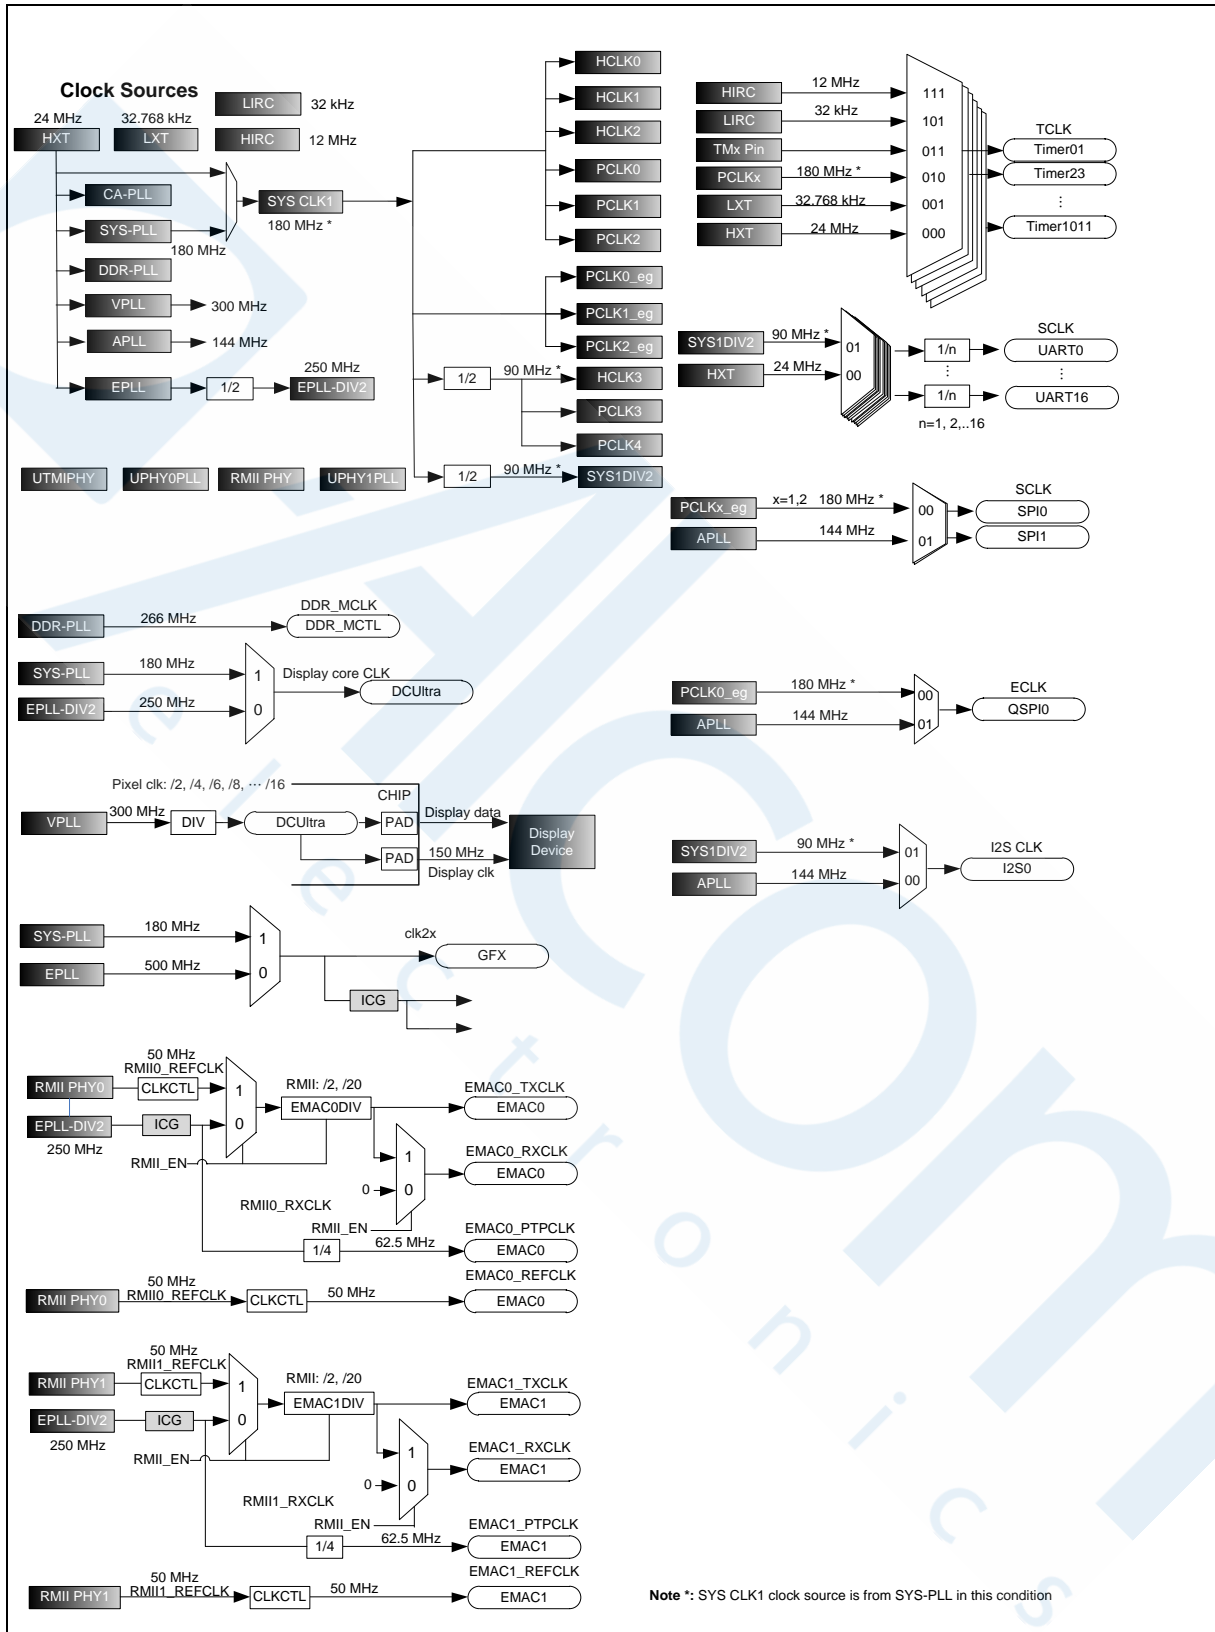 Clock Sources
LIRC
32 kHz
24 MHz
32.768 kHz
HXT
LXT
HIRC
12 MHz
CA-PLL
SYS-PLL
180 MHz
SYS CLK1
180 MHz *
DDR-PLL
VPLL
300 MHz
APLL
144 MHz
EPLL
1/2
250 MHz
EPLL-DIV2
UTMIPHY
UPHY0PLL
RMII PHY
UPHY1PLL
HCLK0
HCLK1
HCLK2
PCLK0
PCLK1
PCLK2
PCLK0_eg
PCLK1_eg
PCLK2_eg
1/2
90 MHz *
HCLK3
PCLK3
PCLK4
1/2
90 MHz *
SYS1DIV2
HIRC
12 MHz
111
LIRC
32 kHz
101
TMx Pin
011
PCLKx
180 MHz *
010
LXT
32.768 kHz
001
HXT
24 MHz
000
TCLK
Timer01
Timer23
⋮
Timer1011
SYS1DIV2
90 MHz *
01
HXT
24 MHz
00
1/n
⋮
1/n
n=1, 2,..16
SCLK
UART0
⋮
UART16
PCLKx_eg
x=1,2 180 MHz *
00
APLL
144 MHz
01
SCLK
SPI0
SPI1
DDR-PLL
266 MHz
DDR_MCLK
DDR_MCTL
SYS-PLL
180 MHz
1
EPLL-DIV2
250 MHz
0
Display core CLK
DCUltra
PCLK0_eg
180 MHz *
00
APLL
144 MHz
01
ECLK
QSPI0
Pixel clk: /2, /4, /6, /8, ··· /16
CHIP
VPLL
300 MHz
DIV
DCUltra
PAD
Display data
PAD
150 MHz
Display clk
Display
Device
SYS1DIV2
90 MHz *
01
APLL
144 MHz
00
I2S CLK
I2S0
SYS-PLL
180 MHz
1
EPLL
500 MHz
0
clk2x
GFX
ICG
50 MHz
RMII0_REFCLK
RMII PHY0
CLKCTL
1
EPLL-DIV2
ICG
0
250 MHz
RMII_EN
RMII: /2, /20
EMAC0DIV
EMAC0_TXCLK
EMAC0
1
0
0
RMII0_RXCLK
RMII_EN
EMAC0_RXCLK
EMAC0
1/4
62.5 MHz
EMAC0_PTPCLK
EMAC0
RMII PHY0
50 MHz
RMII0_REFCLK
CLKCTL
50 MHz
EMAC0_REFCLK
EMAC0
50 MHz
RMII1_REFCLK
RMII PHY1
CLKCTL
1
EPLL-DIV2
ICG
0
250 MHz
RMII_EN
RMII: /2, /20
EMAC1DIV
EMAC1_TXCLK
EMAC1
1
0
0
RMII1_RXCLK
RMII_EN
EMAC1_RXCLK
EMAC1
1/4
62.5 MHz
EMAC1_PTPCLK
EMAC1
RMII PHY1
50 MHz
RMII1_REFCLK
CLKCTL
50 MHz
EMAC1_REFCLK
EMAC1
Note *: SYS CLK1 clock source is from SYS-PLL in this condition